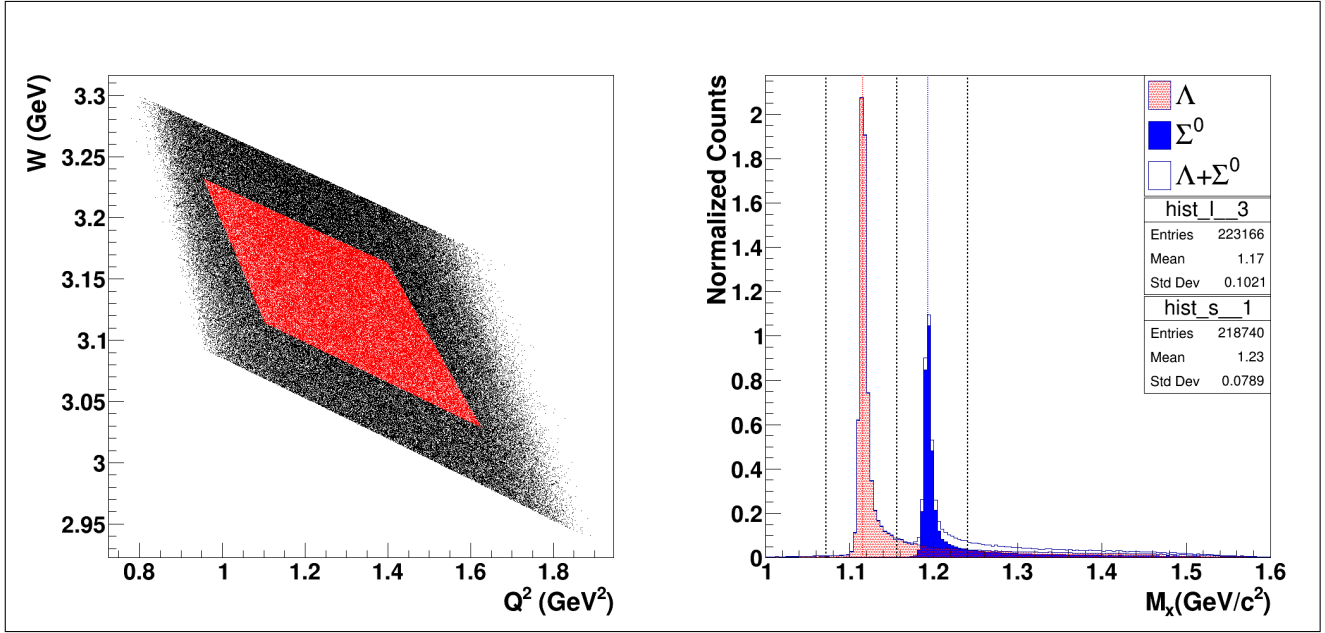 W (GeV)
3.3
3.25
3.2
3.15
3.1
3.05
3
2.95
0.8 1 1.2 1.4 1.6 1.8
Q² (GeV²)
Normalized Counts
2
1.8
1.6
1.4
1.2
1
0.8
0.6
0.4
0.2
0
1 1.1 1.2 1.3 1.4 1.5 1.6
Mₓ(GeV/c²)
Λ
Σ⁰
Λ+Σ⁰
hist_l__3
Entries 223166
Mean 1.17
Std Dev 0.1021
hist_s__1
Entries 218740
Mean 1.23
Std Dev 0.0789